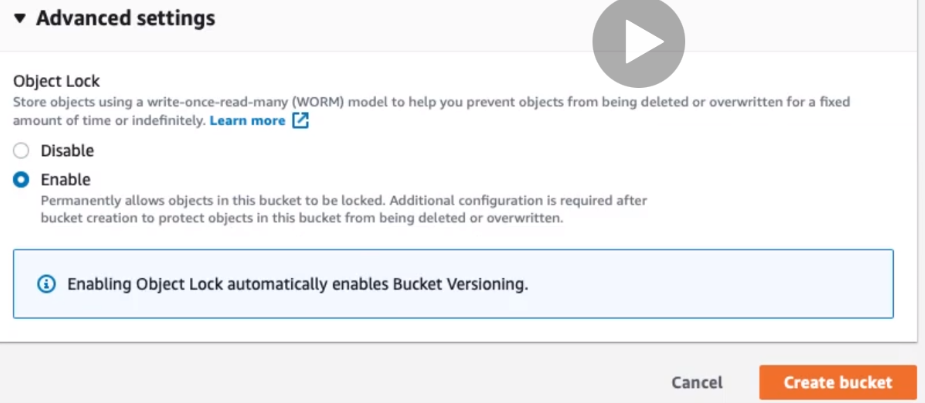 Advanced settings
Object Lock
Store objects using a write-once-read-many (WORM) model to help you prevent objects from being deleted or overwritten for a fixed
amount of time or indefinitely. Learn more
Disable
Enable
Permanently allows objects in this bucket to be locked. Additional configuration is required after
bucket creation to protect objects in this bucket from being deleted or overwritten.
Enabling Object Lock automatically enables Bucket Versioning.
Cancel Create bucket